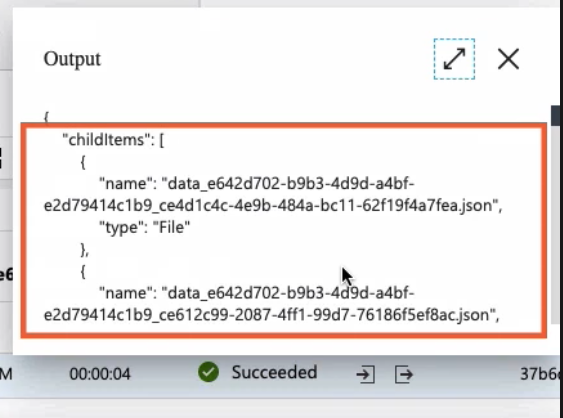 Output
{
"childItems": [
{
"name": "data_e642d702-b9b3-4d9d-a4bf-
e2d79414c1b9_ce4d1c4c-4e9b-484a-bc11-62f19f4a7fea.json",
"type": "File"
},
{
"name": "data_e642d702-b9b3-4d9d-a4bf-
e2d79414c1b9_ce612c99-2087-4ff1-99d7-76186f5ef8ac.json",
M 00:00:04 Succeeded 37b6